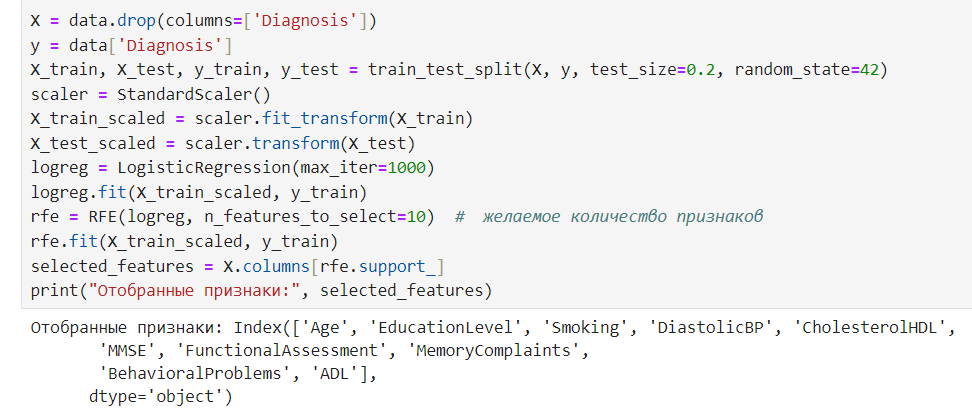 X = data.drop(columns=['Diagnosis'])
y = data['Diagnosis']
X_train, X_test, y_train, y_test = train_test_split(X, y, test_size=0.2, random_state=42)
scaler = StandardScaler()
X_train_scaled = scaler.fit_transform(X_train)
X_test_scaled = scaler.transform(X_test)
logreg = LogisticRegression(max_iter=1000)
logreg.fit(X_train_scaled, y_train)
rfe = RFE(logreg, n_features_to_select=10)  #  желаемое количество признаков
rfe.fit(X_train_scaled, y_train)
selected_features = X.columns[rfe.support_]
print("Отобранные признаки:", selected_features)
Отобранные признаки: Index(['Age', 'EducationLevel', 'Smoking', 'DiastolicBP', 'CholesterolHDL',
       'MMSE', 'FunctionalAssessment', 'MemoryComplaints',
       'BehavioralProblems', 'ADL'],
      dtype='object')